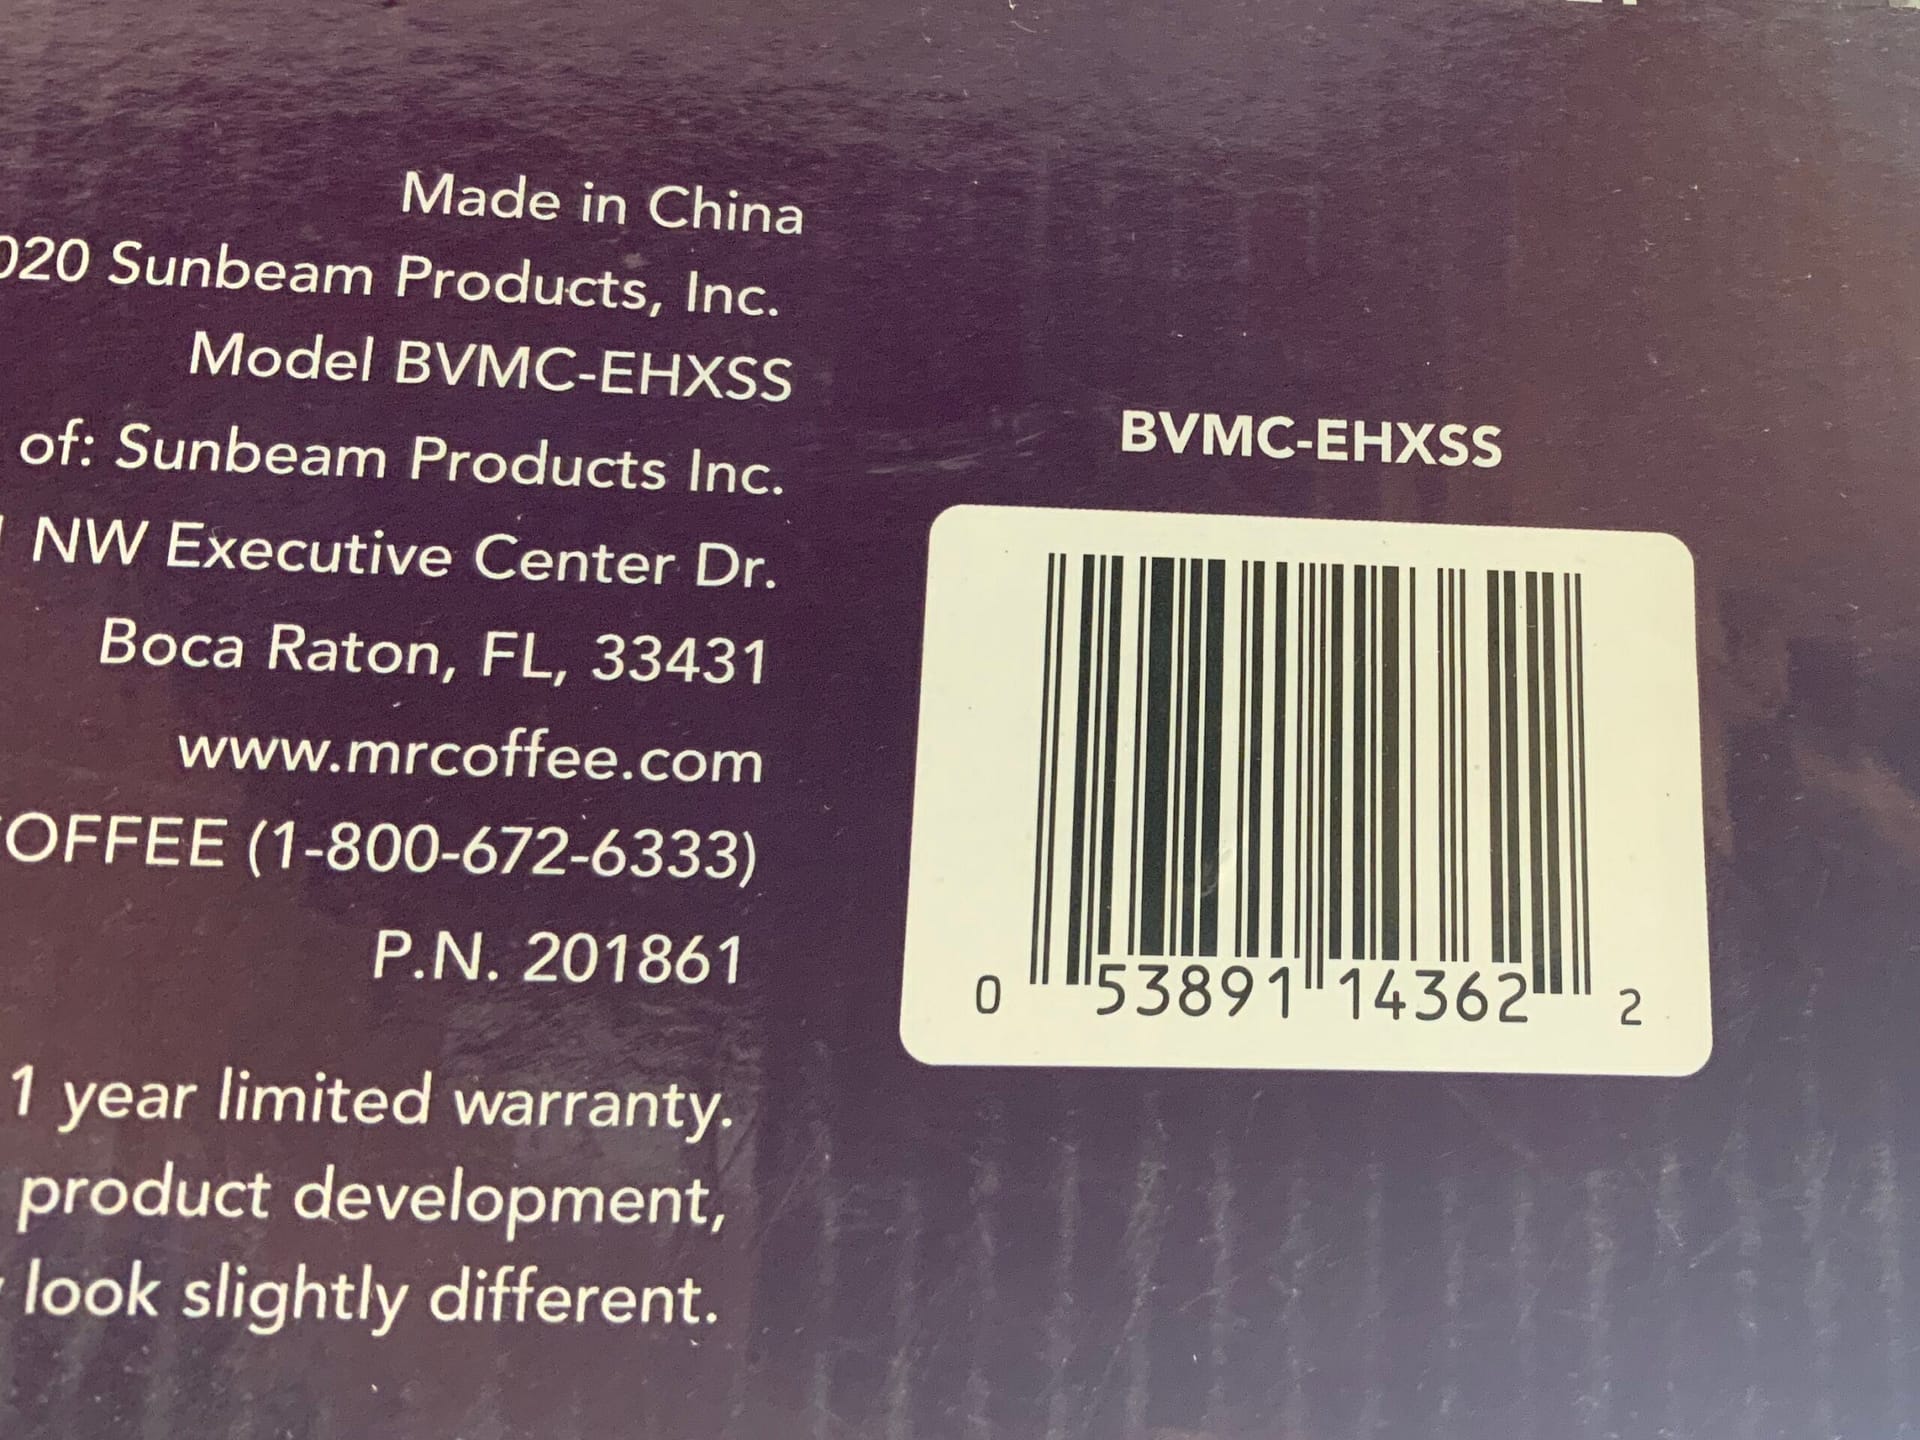 Made in China
020 Sunbeam Products, Inc.
Model BVMC-EHXSS
of: Sunbeam Products Inc.
NW Executive Center Dr.
Boca Raton, FL, 33431
www.mrcoffee.com
OFFEE (1-800-672-6333)
P.N. 201861
1 year limited warranty.
product development,
look slightly different.
BVMC-EHXSS
0 53891 14362 2